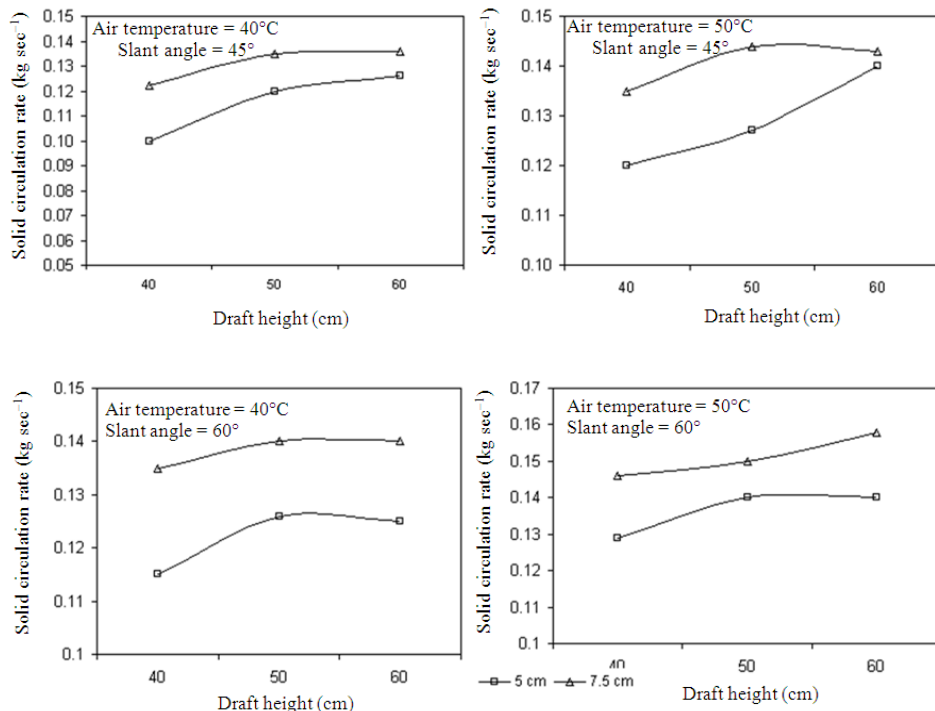 Air temperature = 40°C
Slant angle = 45°
Solid circulation rate (kg sec⁻¹)
0.15
0.14
0.13
0.12
0.11
0.10
0.09
0.08
0.07
0.06
0.05
40
50
60
Draft height (cm)
Air temperature = 50°C
Slant angle = 45°
Solid circulation rate (kg sec⁻¹)
0.15
0.14
0.13
0.12
0.11
0.10
40
50
60
Draft height (cm)
Air temperature = 40°C
Slant angle = 60°
Solid circulation rate (kg sec⁻¹)
0.15
0.14
0.13
0.12
0.11
0.1
40
50
60
Draft height (cm)
Air temperature = 50°C
Slant angle = 60°
Solid circulation rate (kg sec⁻¹)
0.17
0.16
0.15
0.14
0.13
0.12
0.11
0.1
40
50
60
5 cm
7.5 cm
Draft height (cm)